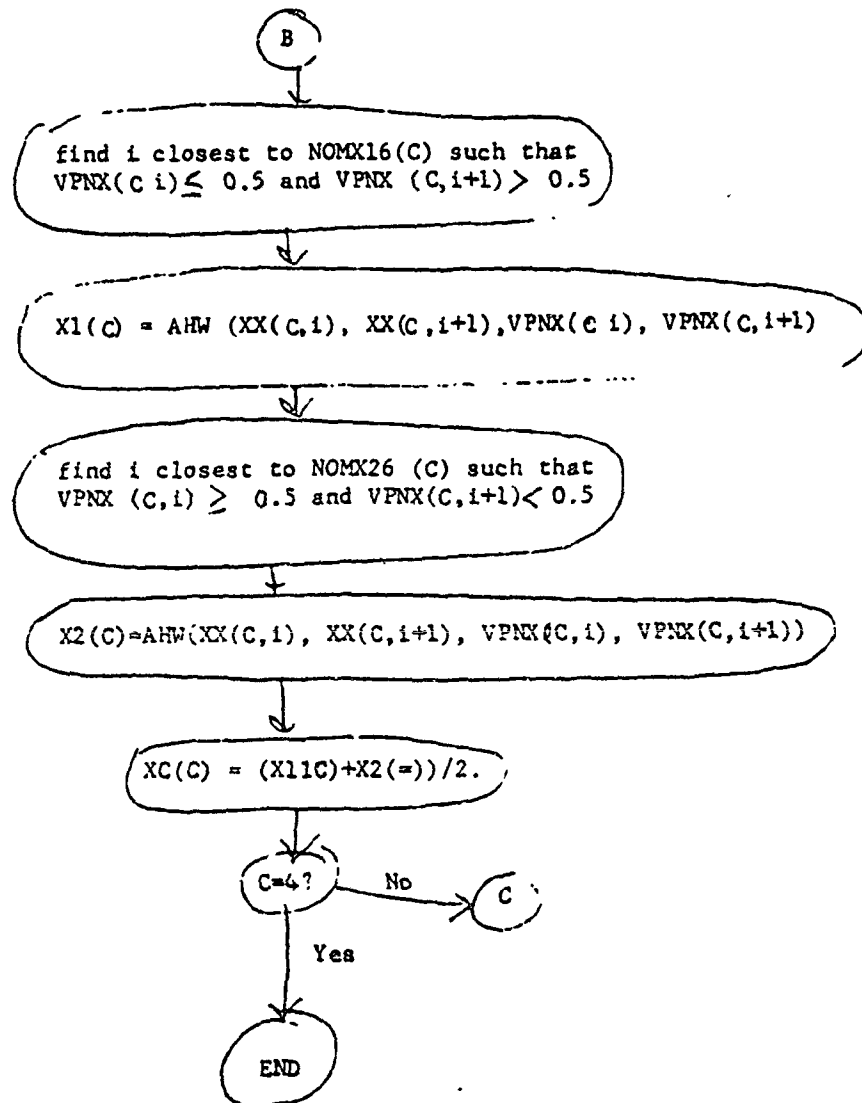 B
find i closest to NOMX16(C) such that
VPNX(C i) ≤ 0.5 and VPNX (C,i+1) > 0.5
X1(C) = AHW (XX(C,i), XX(C,i+1),VPNX(C i), VPNX(C,i+1)
find i closest to NOMX26 (C) such that
VPNX (C,i) ≥ 0.5 and VPNX(C,i+1)< 0.5
X2(C)=AHW(XX(C,i), XX(C,i+1), VPNX(C,i), VPNX(C,i+1))
XC(C) = (X11C)+X2(=))/2.
C=4?
No
C
Yes
END